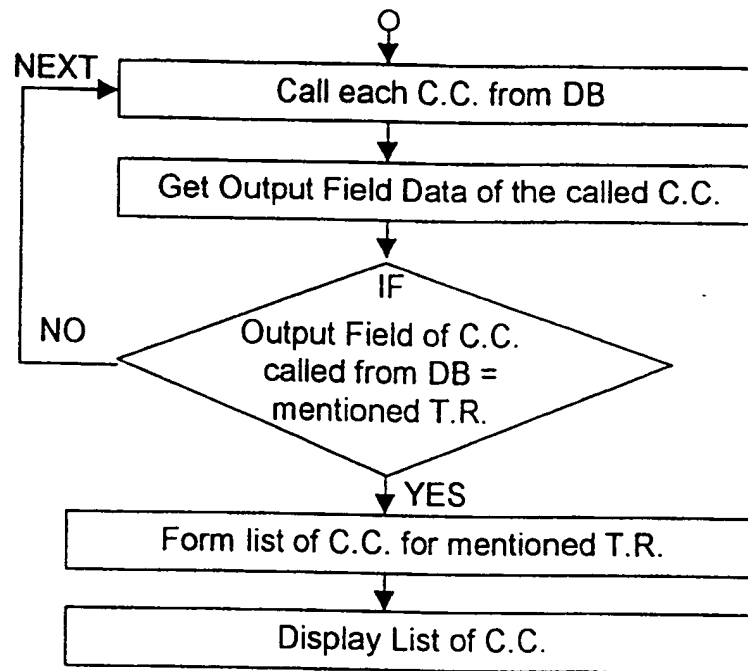 NEXT
Call each C.C. from DB
Get Output Field Data of the called C.C.
IF
NO
Output Field of C.C.
called from DB =
mentioned T.R.
YES
Form list of C.C. for mentioned T.R.
Display List of C.C.